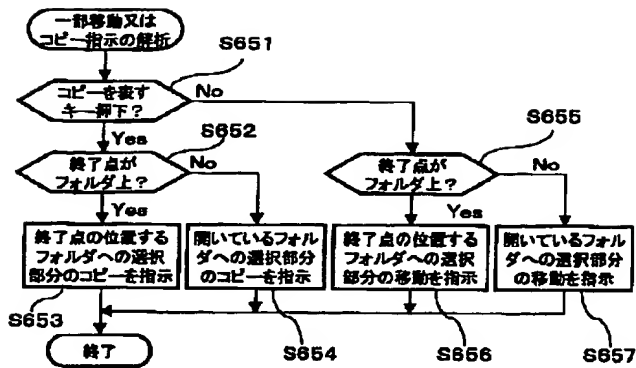 一部移動又は
コピー指示の解析
S651
コピーを表す
キー押下？
No
Yes
S652
S655
終了点が
フォルダ上？
No
終了点が
フォルダ上？
No
Yes
Yes
終了点の位置する
フォルダへの選択
部分のコピーを指示
開いているフォル
ダへの選択部分
のコピーを指示
終了点の位置する
フォルダへの選択
部分の移動を指示
開いているフォル
ダへの選択部分
の移動を指示
S653
S654
S656
S657
終了